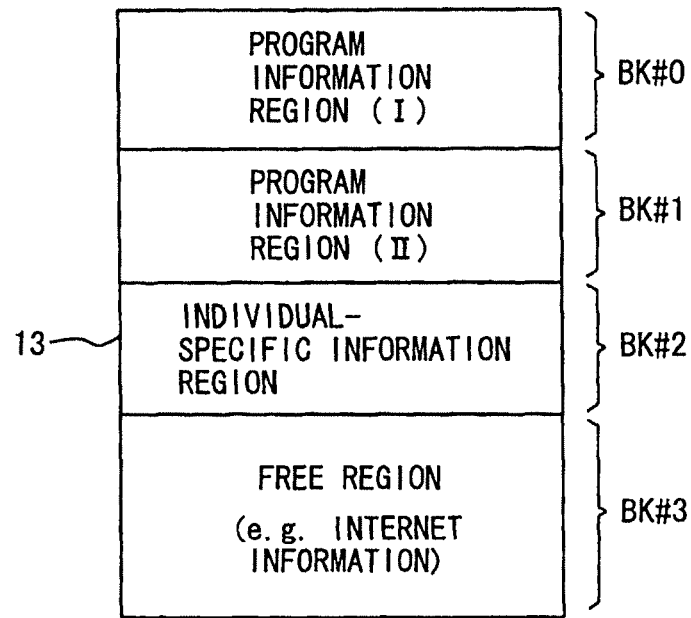 PROGRAM
INFORMATION
REGION (I)
BK#0
PROGRAM
INFORMATION
REGION (II)
BK#1
13
INDIVIDUAL-
SPECIFIC INFORMATION
REGION
BK#2
FREE REGION
(e.g. INTERNET
INFORMATION)
BK#3